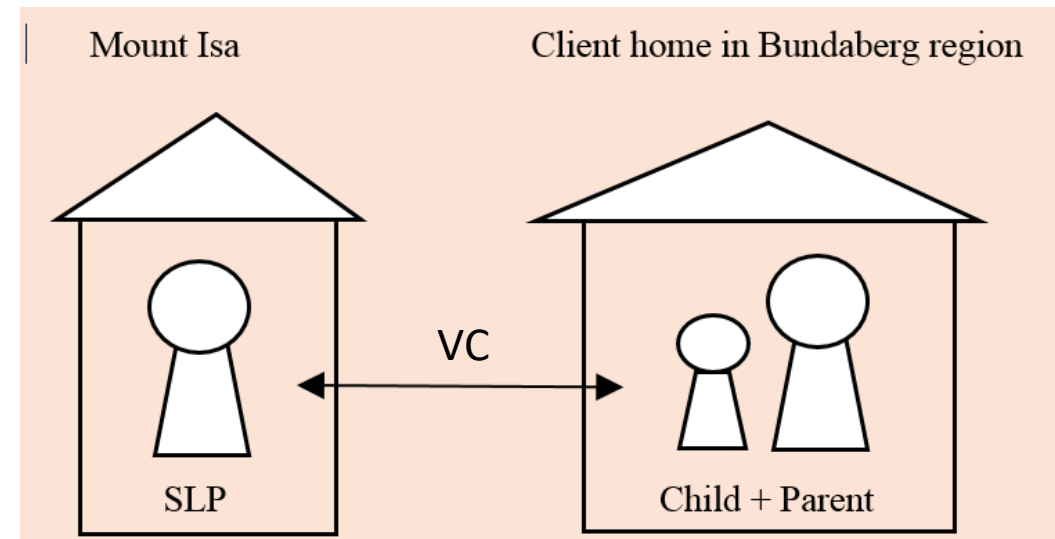 Mount Isa
Client home in Bundaberg region
VC
SLP
Child + Parent